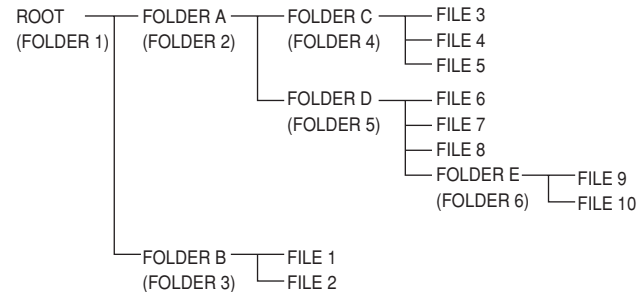 ROOT FOLDER A FOLDER C FILE 3
(FOLDER 1) (FOLDER 2) (FOLDER 4) FILE 4
FILE 5
FOLDER D FILE 6
(FOLDER 5) FILE 7
FILE 8
FOLDER E FILE 9
(FOLDER 6) FILE 10
FOLDER B FILE 1
(FOLDER 3) FILE 2